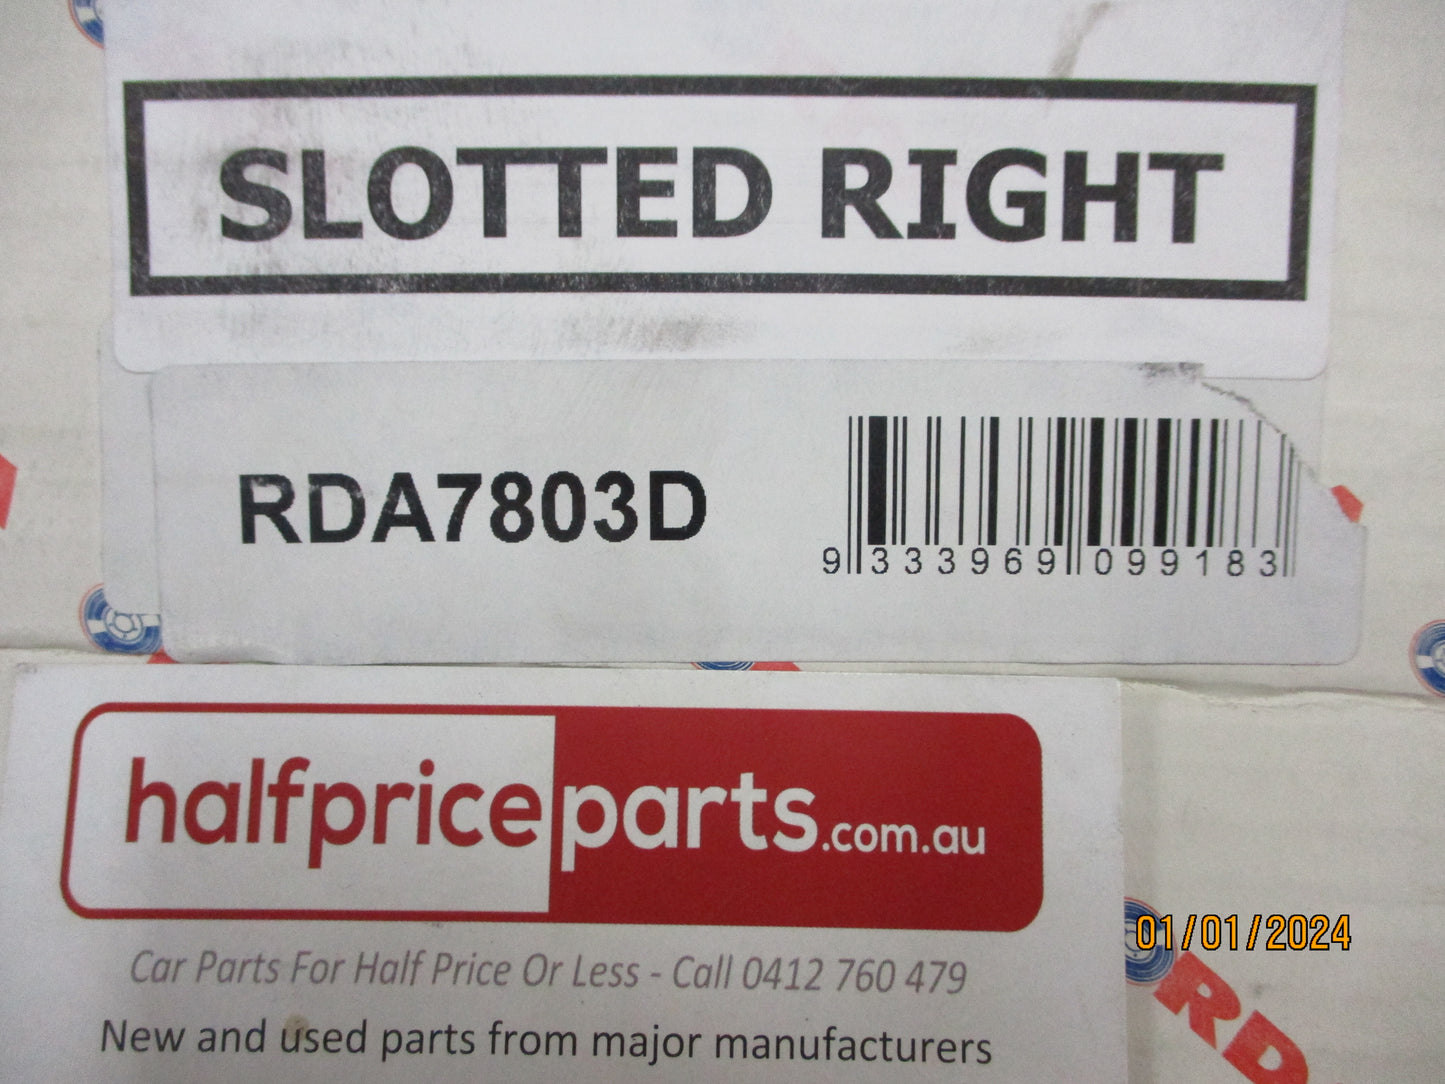 SLOTTED RIGHT
RDA7803D
9 333969 099183
halfpriceparts.com.au
Car Parts For Half Price Or Less - Call 0412 760 479
New and used parts from major manufacturers
01/01/2024
RD